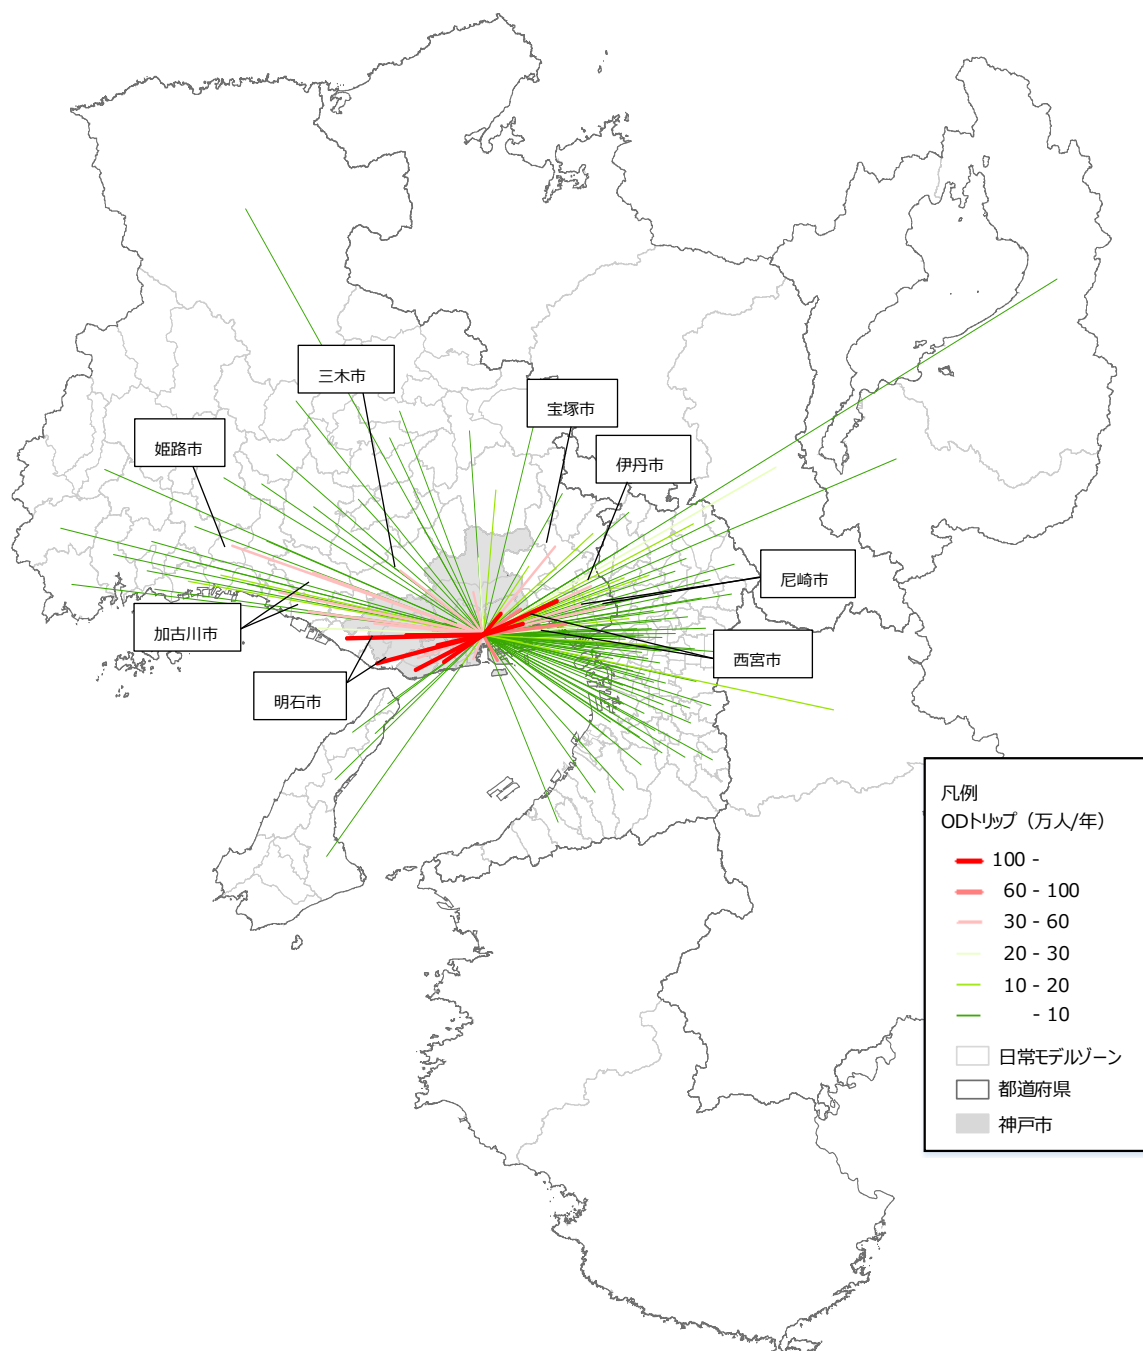 三木市
宝塚市
姫路市
伊丹市
尼崎市
加古川市
西宮市
明石市
凡例
ODトリップ（万人/年）
100 -
60 - 100
30 - 60
20 - 30
10 - 20
- 10
日常モデルゾーン
都道府県
神戸市